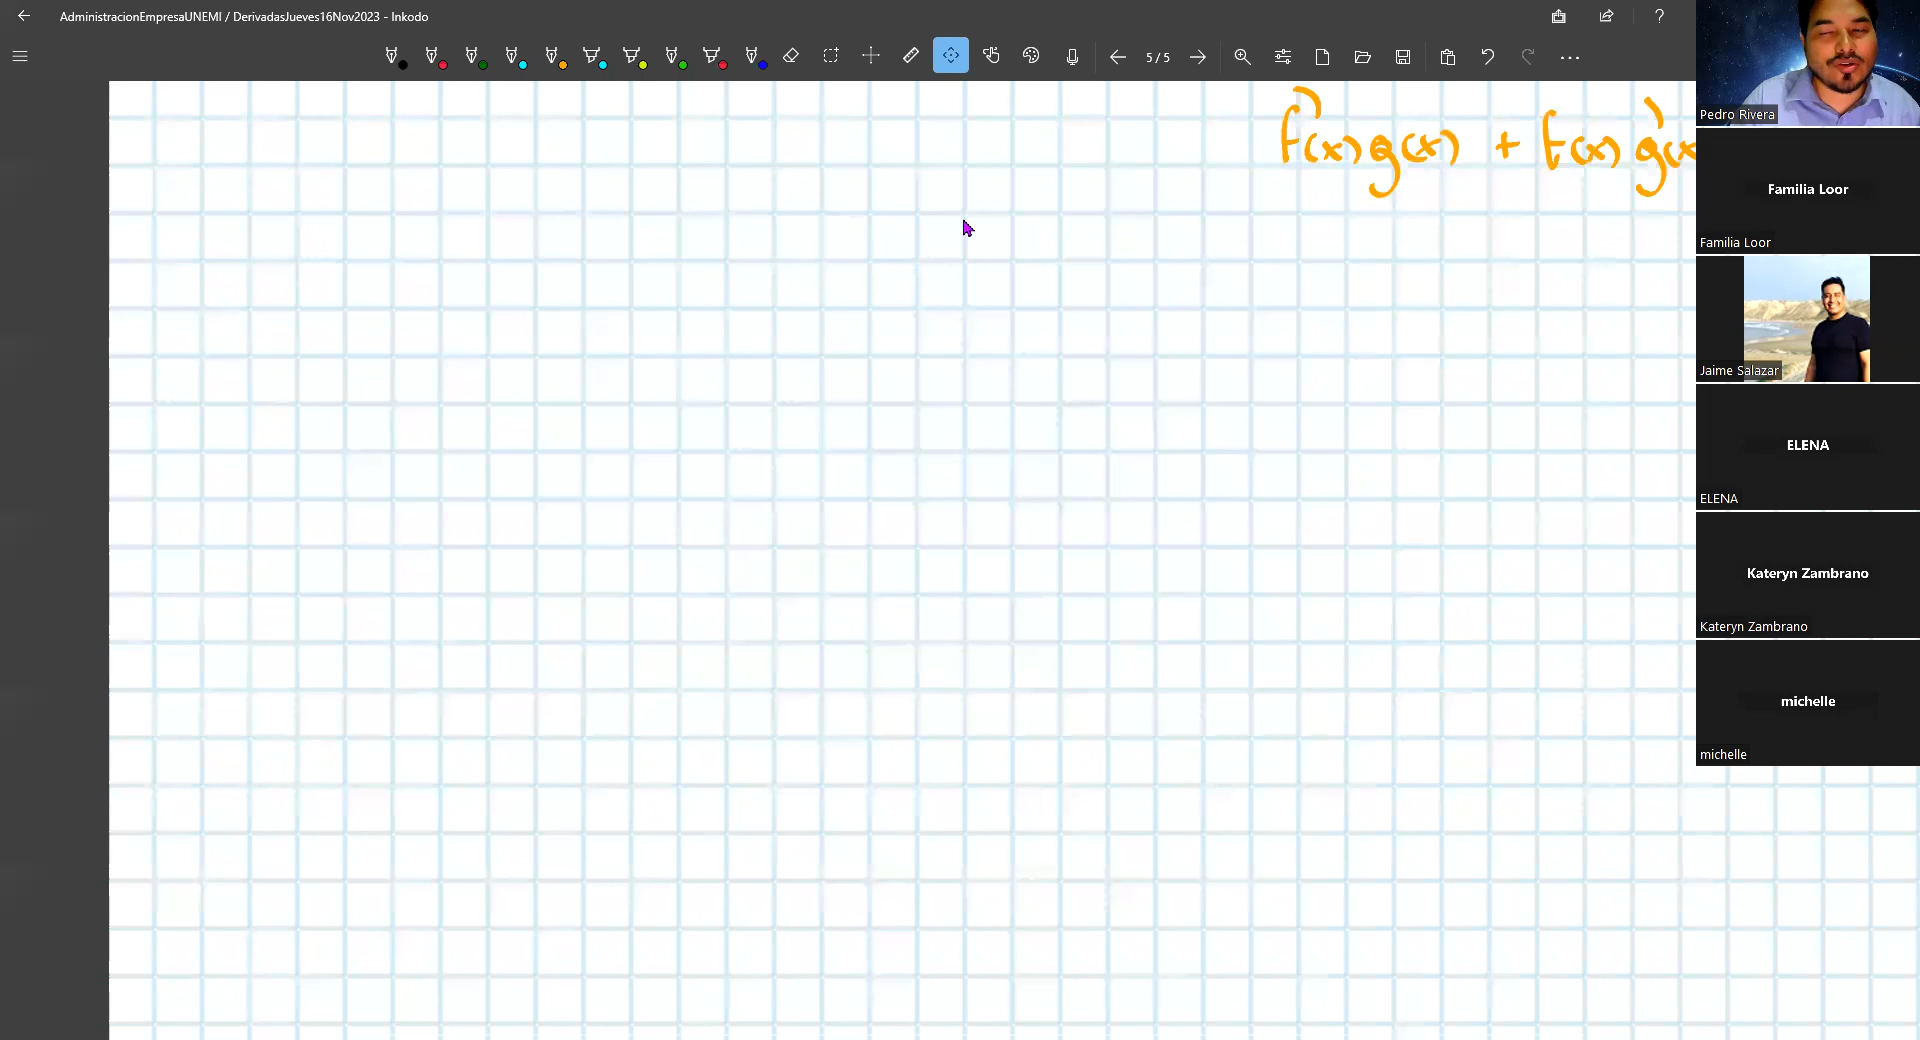 AdministracionEmpresaUNEMI / DerivadasJueves16Nov2023 - Inkodo
5 / 5
?
f'(x) g(x) + f(x) g'(x
Pedro Rivera
Familia Loor
Familia Loor
Jaime Salazar
ELENA
ELENA
Kateryn Zambrano
Kateryn Zambrano
michelle
michelle